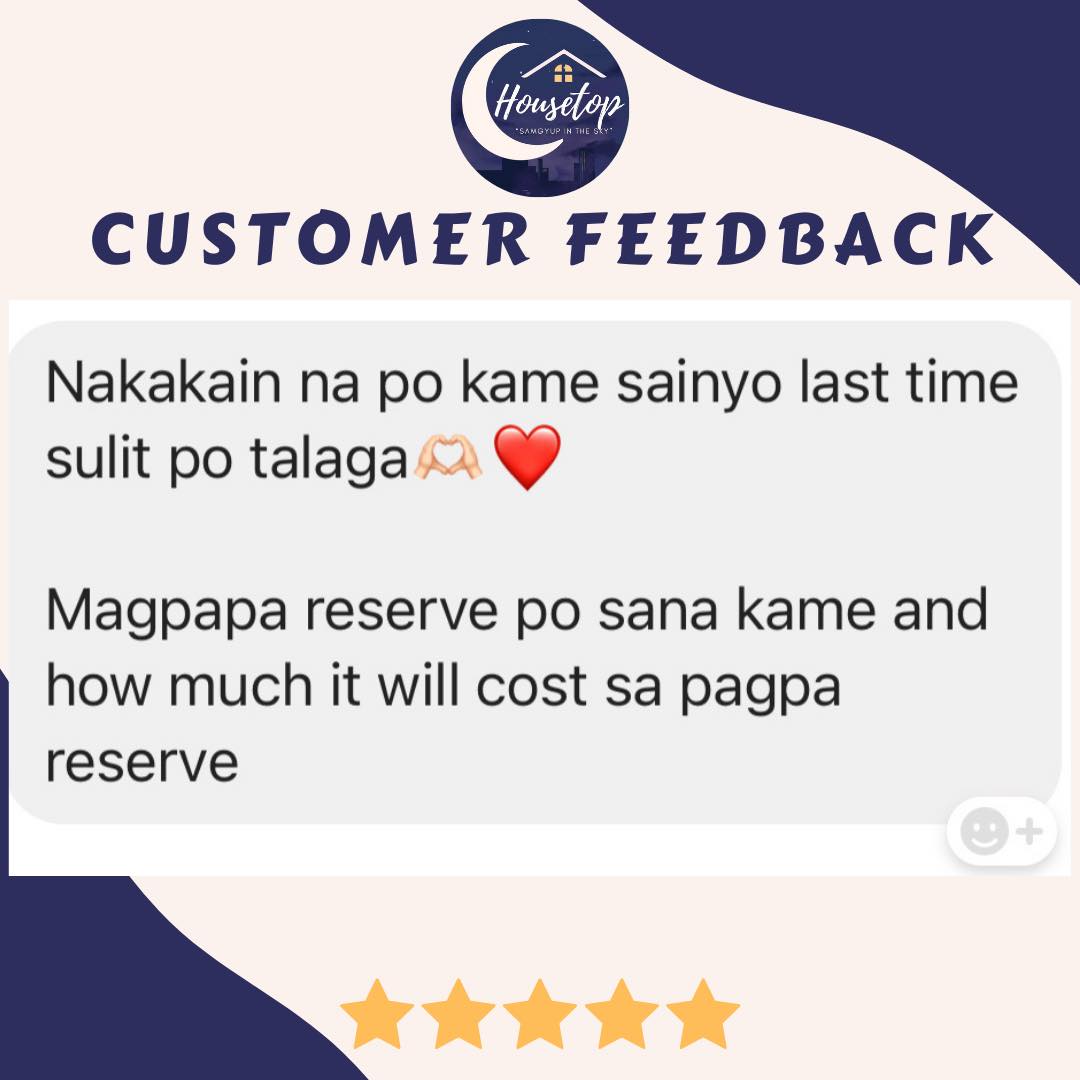 Housetop
"SAMGYUP IN THE SKY"
CUSTOMER FEEDBACK
Nakakain na po kame sainyo last time
sulit po talaga🫶🏻❤️
Magpapa reserve po sana kame and
how much it will cost sa pagpa
reserve